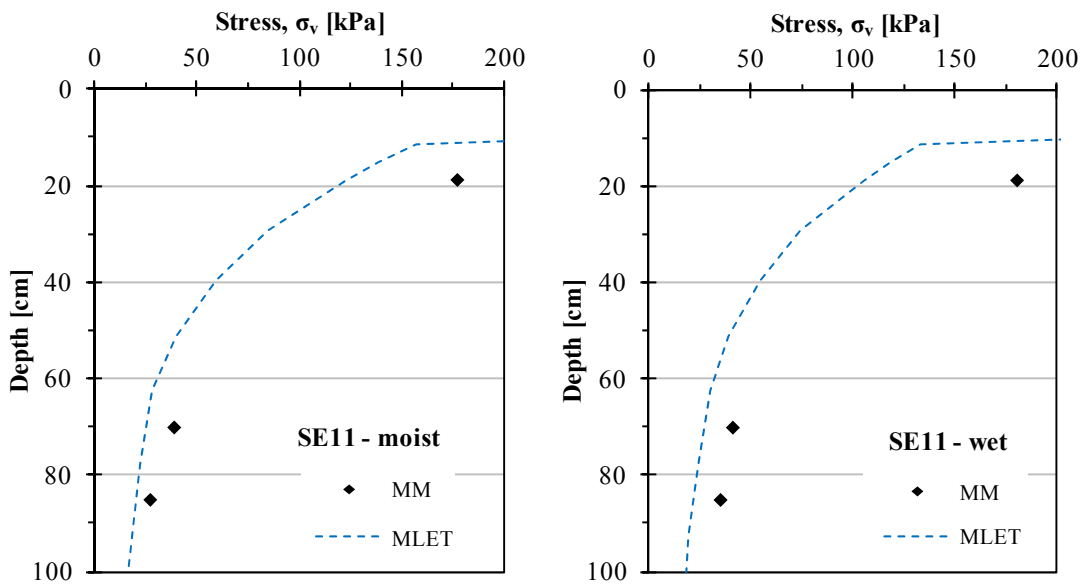 Stress, σv [kPa]
0 50 100 150 200
0
20
40
60
80
100
Depth [cm]
SE11 - moist
MM
MLET
Stress, σv [kPa]
0 50 100 150 200
0
20
40
60
80
100
Depth [cm]
SE11 - wet
MM
MLET